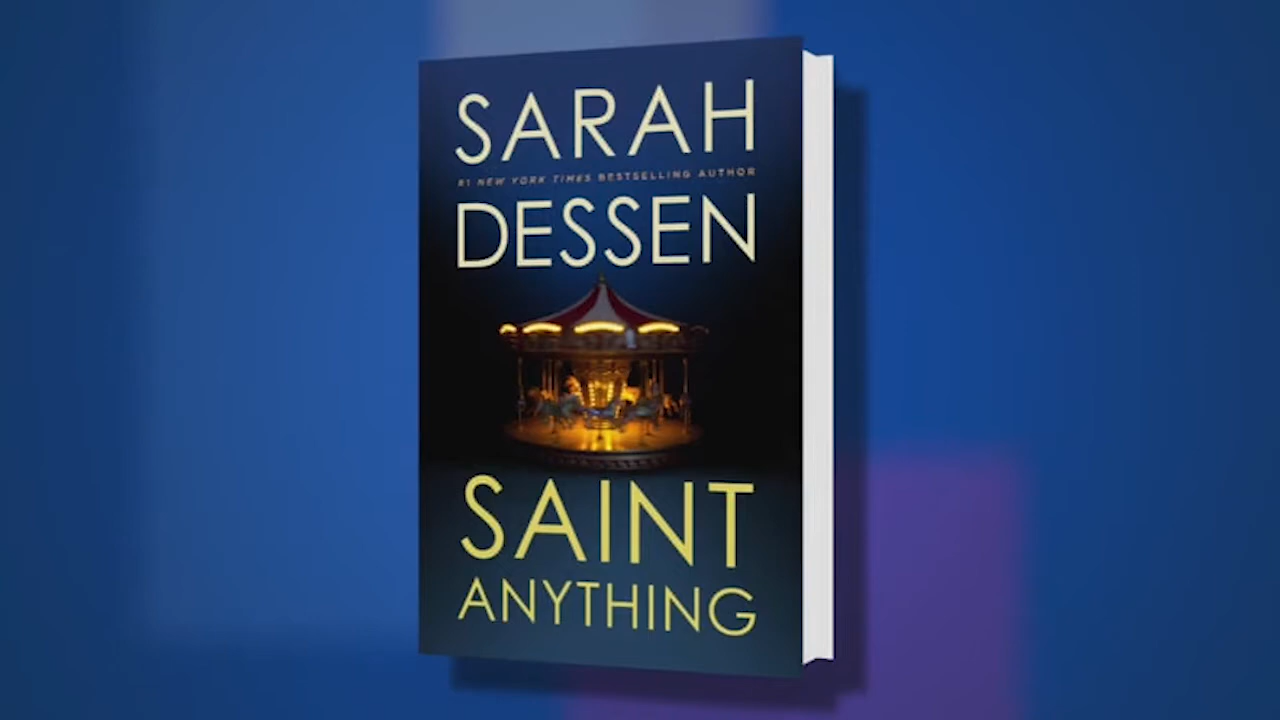 SARAH
#1 NEW YORK TIMES BESTSELLING AUTHOR
DESSEN
SAINT
ANYTHING